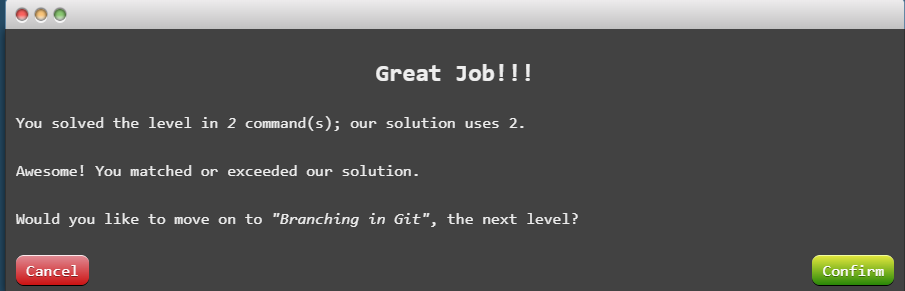 Great Job!!!
You solved the level in 2 command(s); our solution uses 2.
Awesome! You matched or exceeded our solution.
Would you like to move on to "Branching in Git", the next level?
Cancel
Confirm